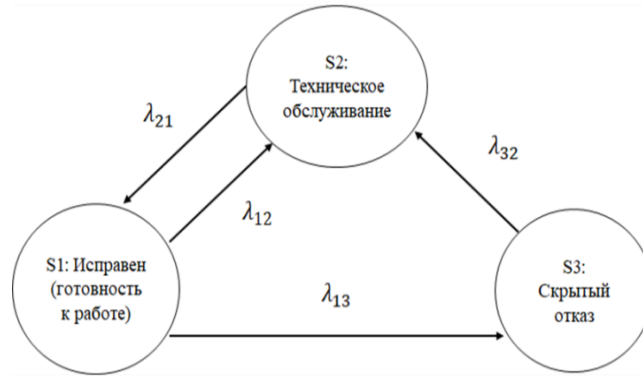 S2:
Техническое
обслуживание
λ21
λ12
λ32
S1: Исправен
(готовность
к работе)
λ13
S3:
Скрытый
отказ